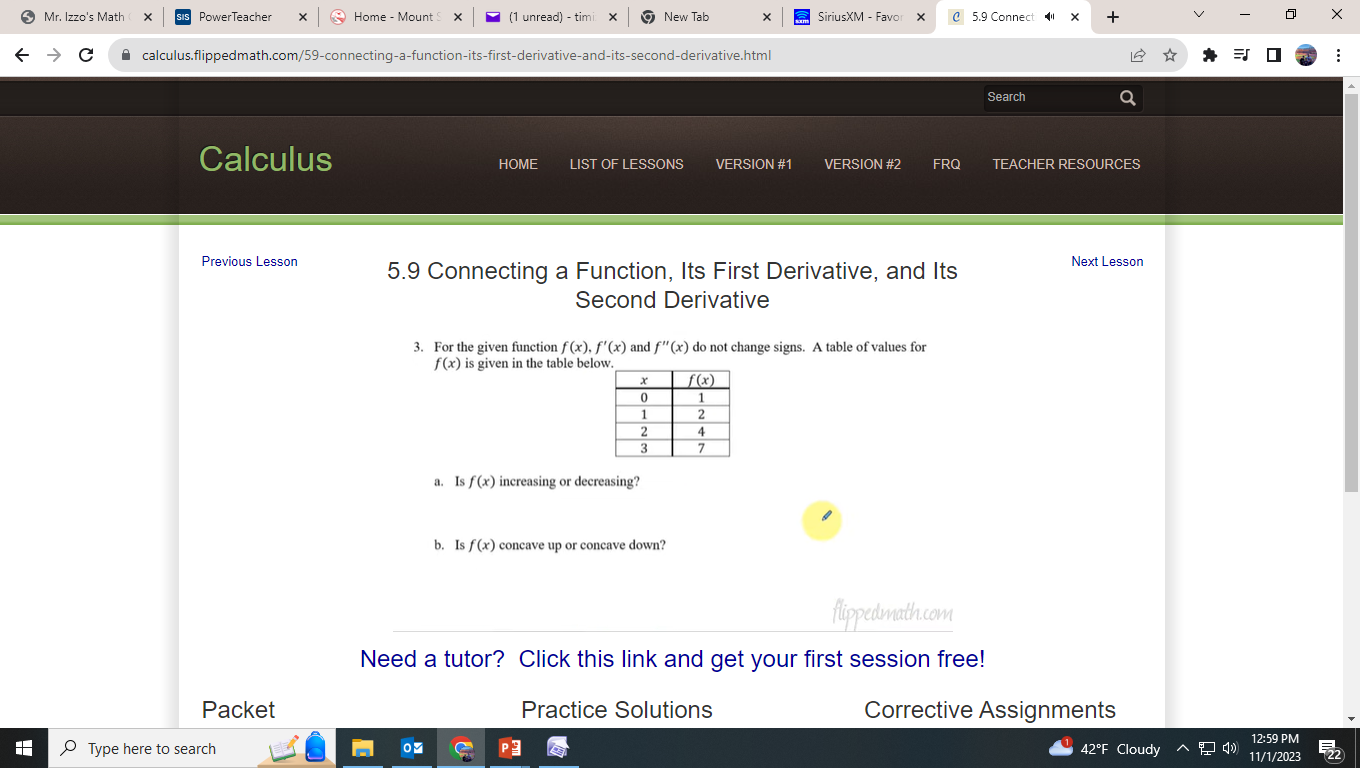 Mr. Izzo's Math
PowerTeacher
Home - Mount S
(1 unread) - timi
New Tab
SiriusXM - Favor
5.9 Connect
calculus.flippedmath.com/59-connecting-a-function-its-first-derivative-and-its-second-derivative.html
Search
Calculus
HOME LIST OF LESSONS VERSION #1 VERSION #2 FRQ TEACHER RESOURCES
Previous Lesson
Next Lesson
5.9 Connecting a Function, Its First Derivative, and Its
Second Derivative
3. For the given function f(x), f'(x) and f''(x) do not change signs. A table of values for
f(x) is given in the table below.
x f(x)
0 1
1 2
2 4
3 7
a. Is f(x) increasing or decreasing?
b. Is f(x) concave up or concave down?
flippedmath.com
Need a tutor? Click this link and get your first session free!
Packet
Practice Solutions
Corrective Assignments
Type here to search
42°F Cloudy
12:59 PM
11/1/2023
22